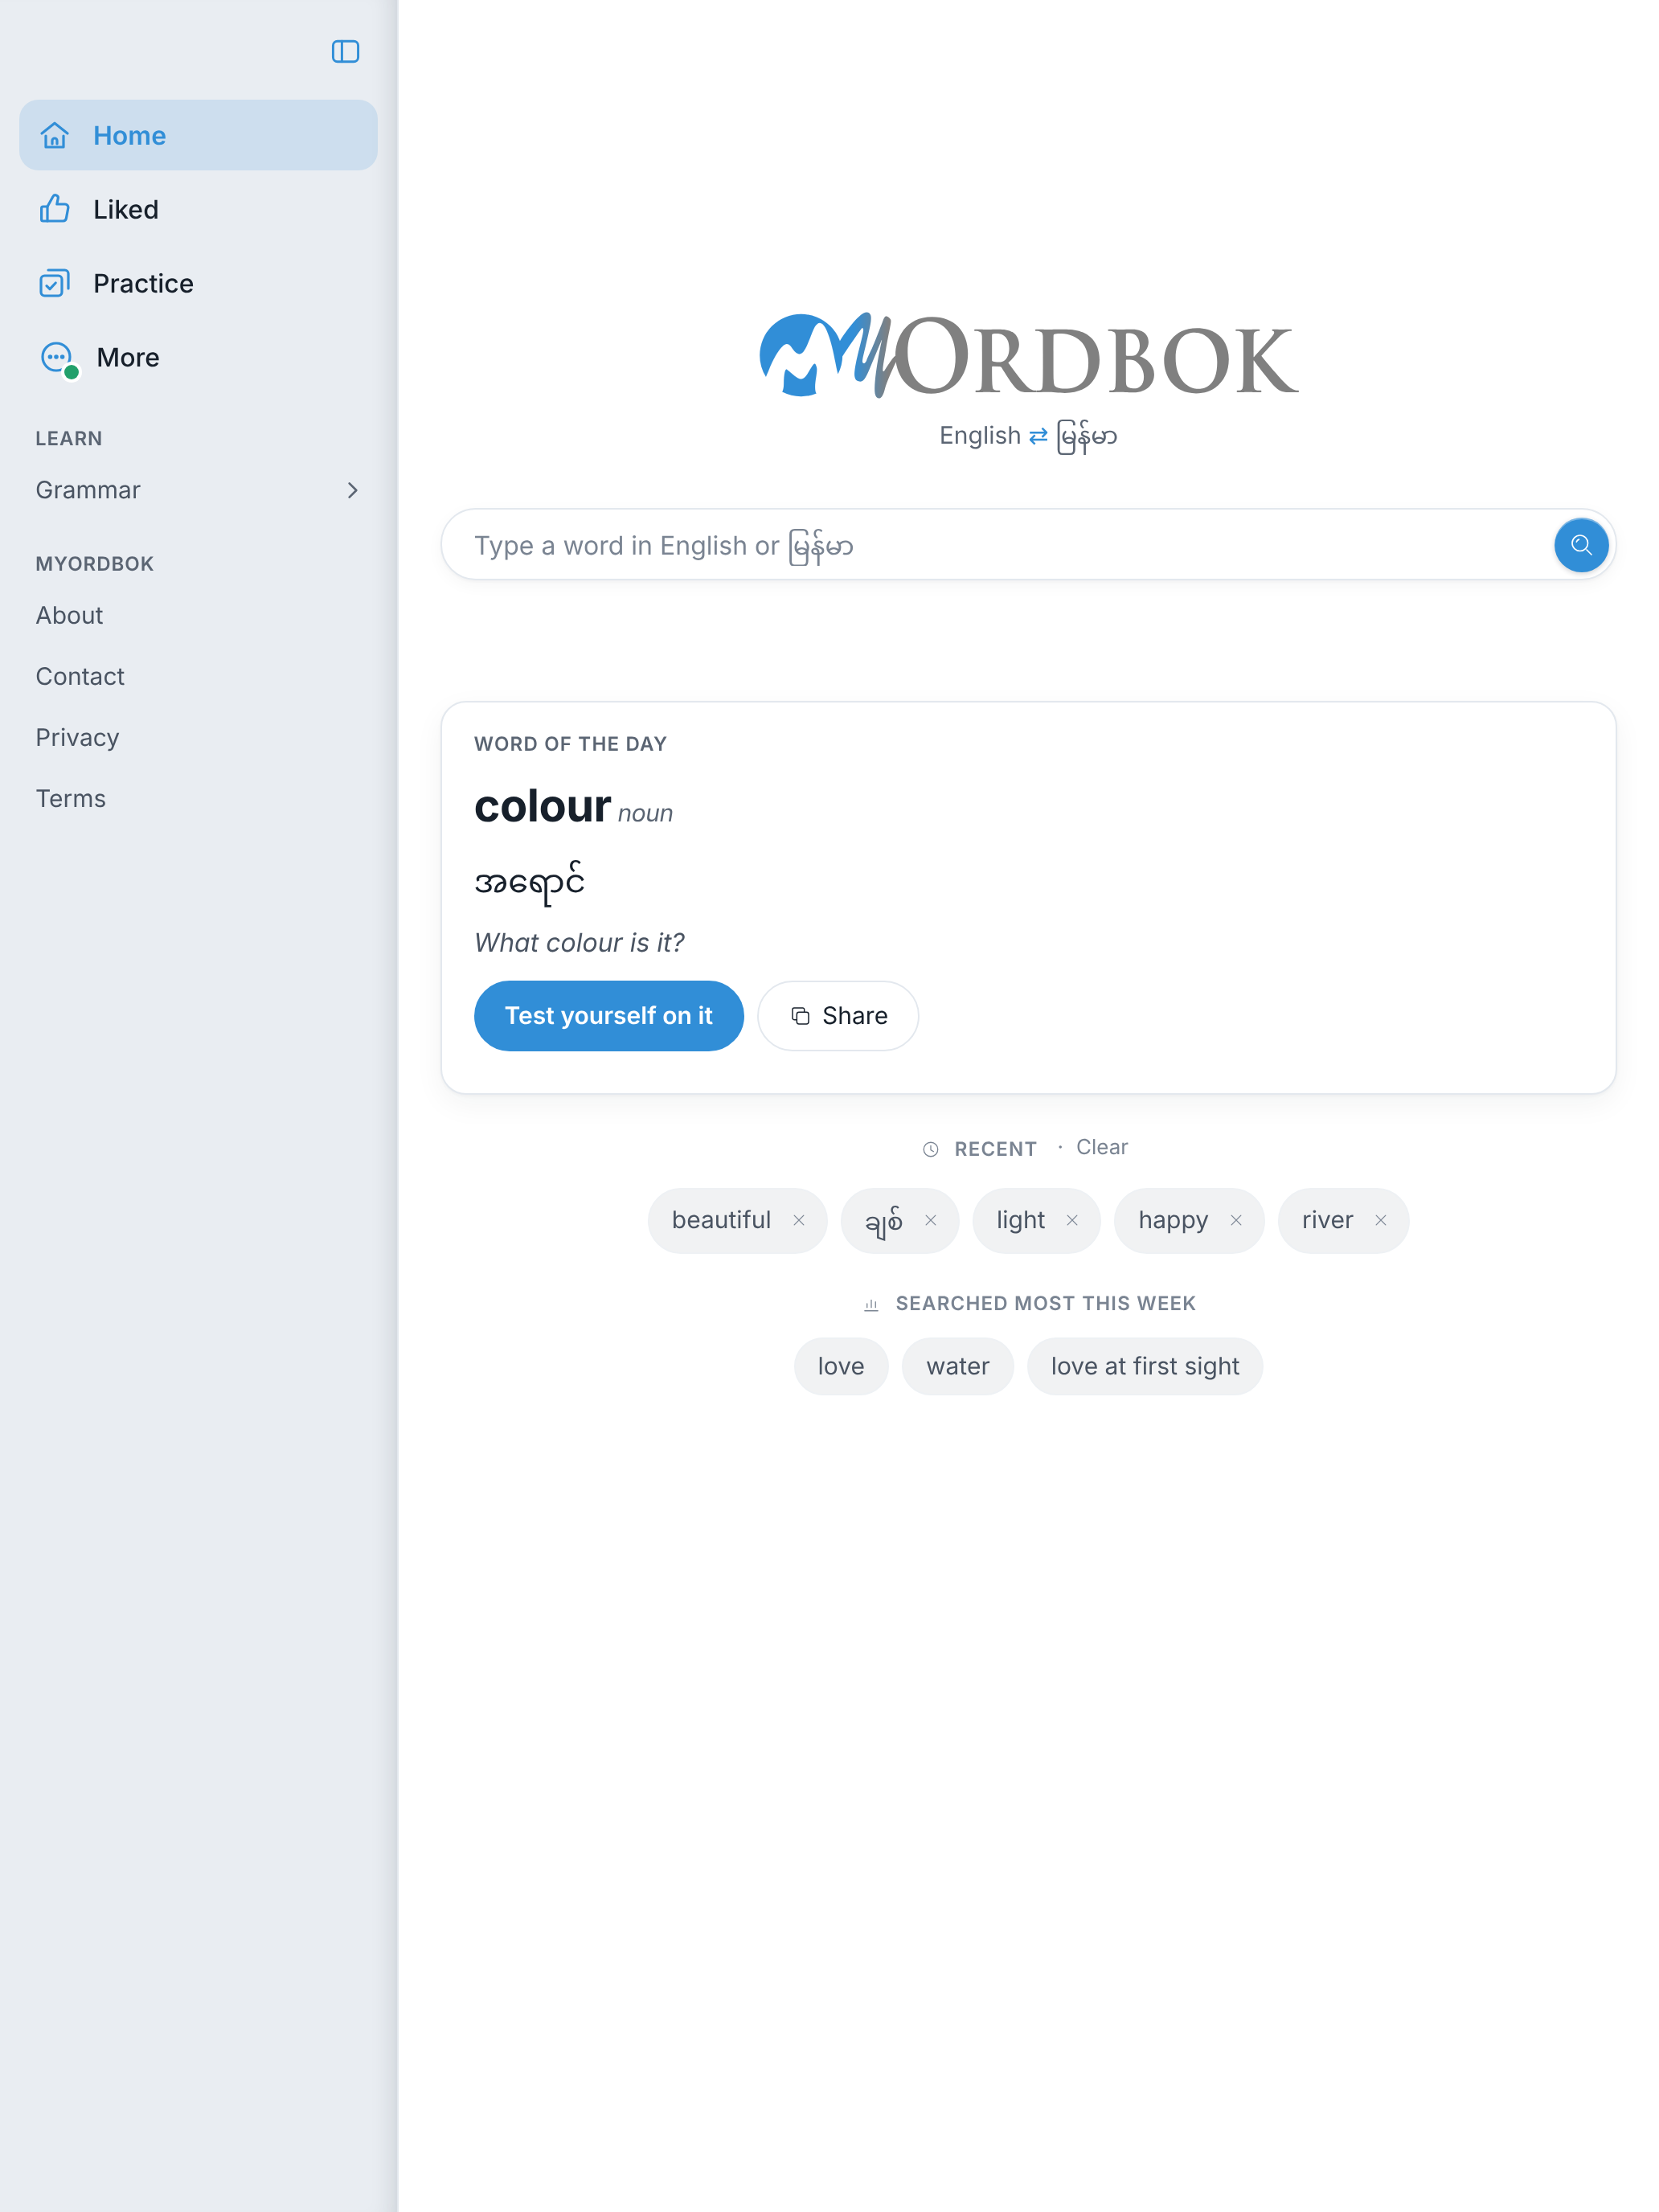 Home
Liked
Practice
More
LEARN
Grammar
MYORDBOK
About
Contact
Privacy
Terms
MYORDBOK
English ⇄ မြန်မာ
Type a word in English or မြန်မာ
WORD OF THE DAY
colour noun
အရောင်
What colour is it?
Test yourself on it
Share
RECENT · Clear
beautiful × ချစ် × light × happy × river ×
SEARCHED MOST THIS WEEK
love water love at first sight